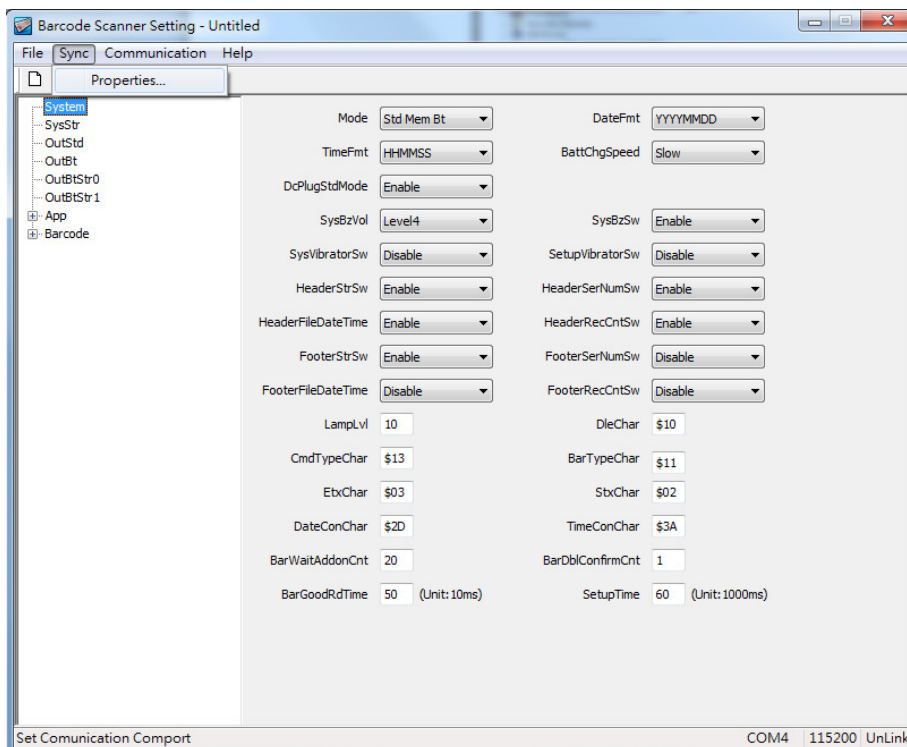 Barcode Scanner Setting - Untitled
File Sync Communication Help
Properties...
System
SysStr
OutStd
OutBt
OutBtStr0
OutBtStr1
App
Barcode
Mode Std Mem Bt DateFmt YYYYMMDD
TimeFmt HHMMSS BattChgSpeed Slow
DcPlugStdMode Enable
SysBzVol Level4 SysBzSw Enable
SysVibratorSw Disable SetupVibratorSw Disable
HeaderStrSw Enable HeaderSerNumSw Enable
HeaderFileDateTime Enable HeaderRecCntSw Enable
FooterStrSw Enable FooterSerNumSw Disable
FooterFileDateTime Disable FooterRecCntSw Disable
LampLvl 10 DleChar $10
CmdTypeChar $13 BarTypeChar $11
EtxChar $03 StxChar $02
DateConChar $2D TimeConChar $3A
BarWaitAddonCnt 20 BarDblConfirmCnt 1
BarGoodRdTime 50 (Unit:10ms) SetupTime 60 (Unit:1000ms)
Set Comunication Comport COM4 115200 UnLink